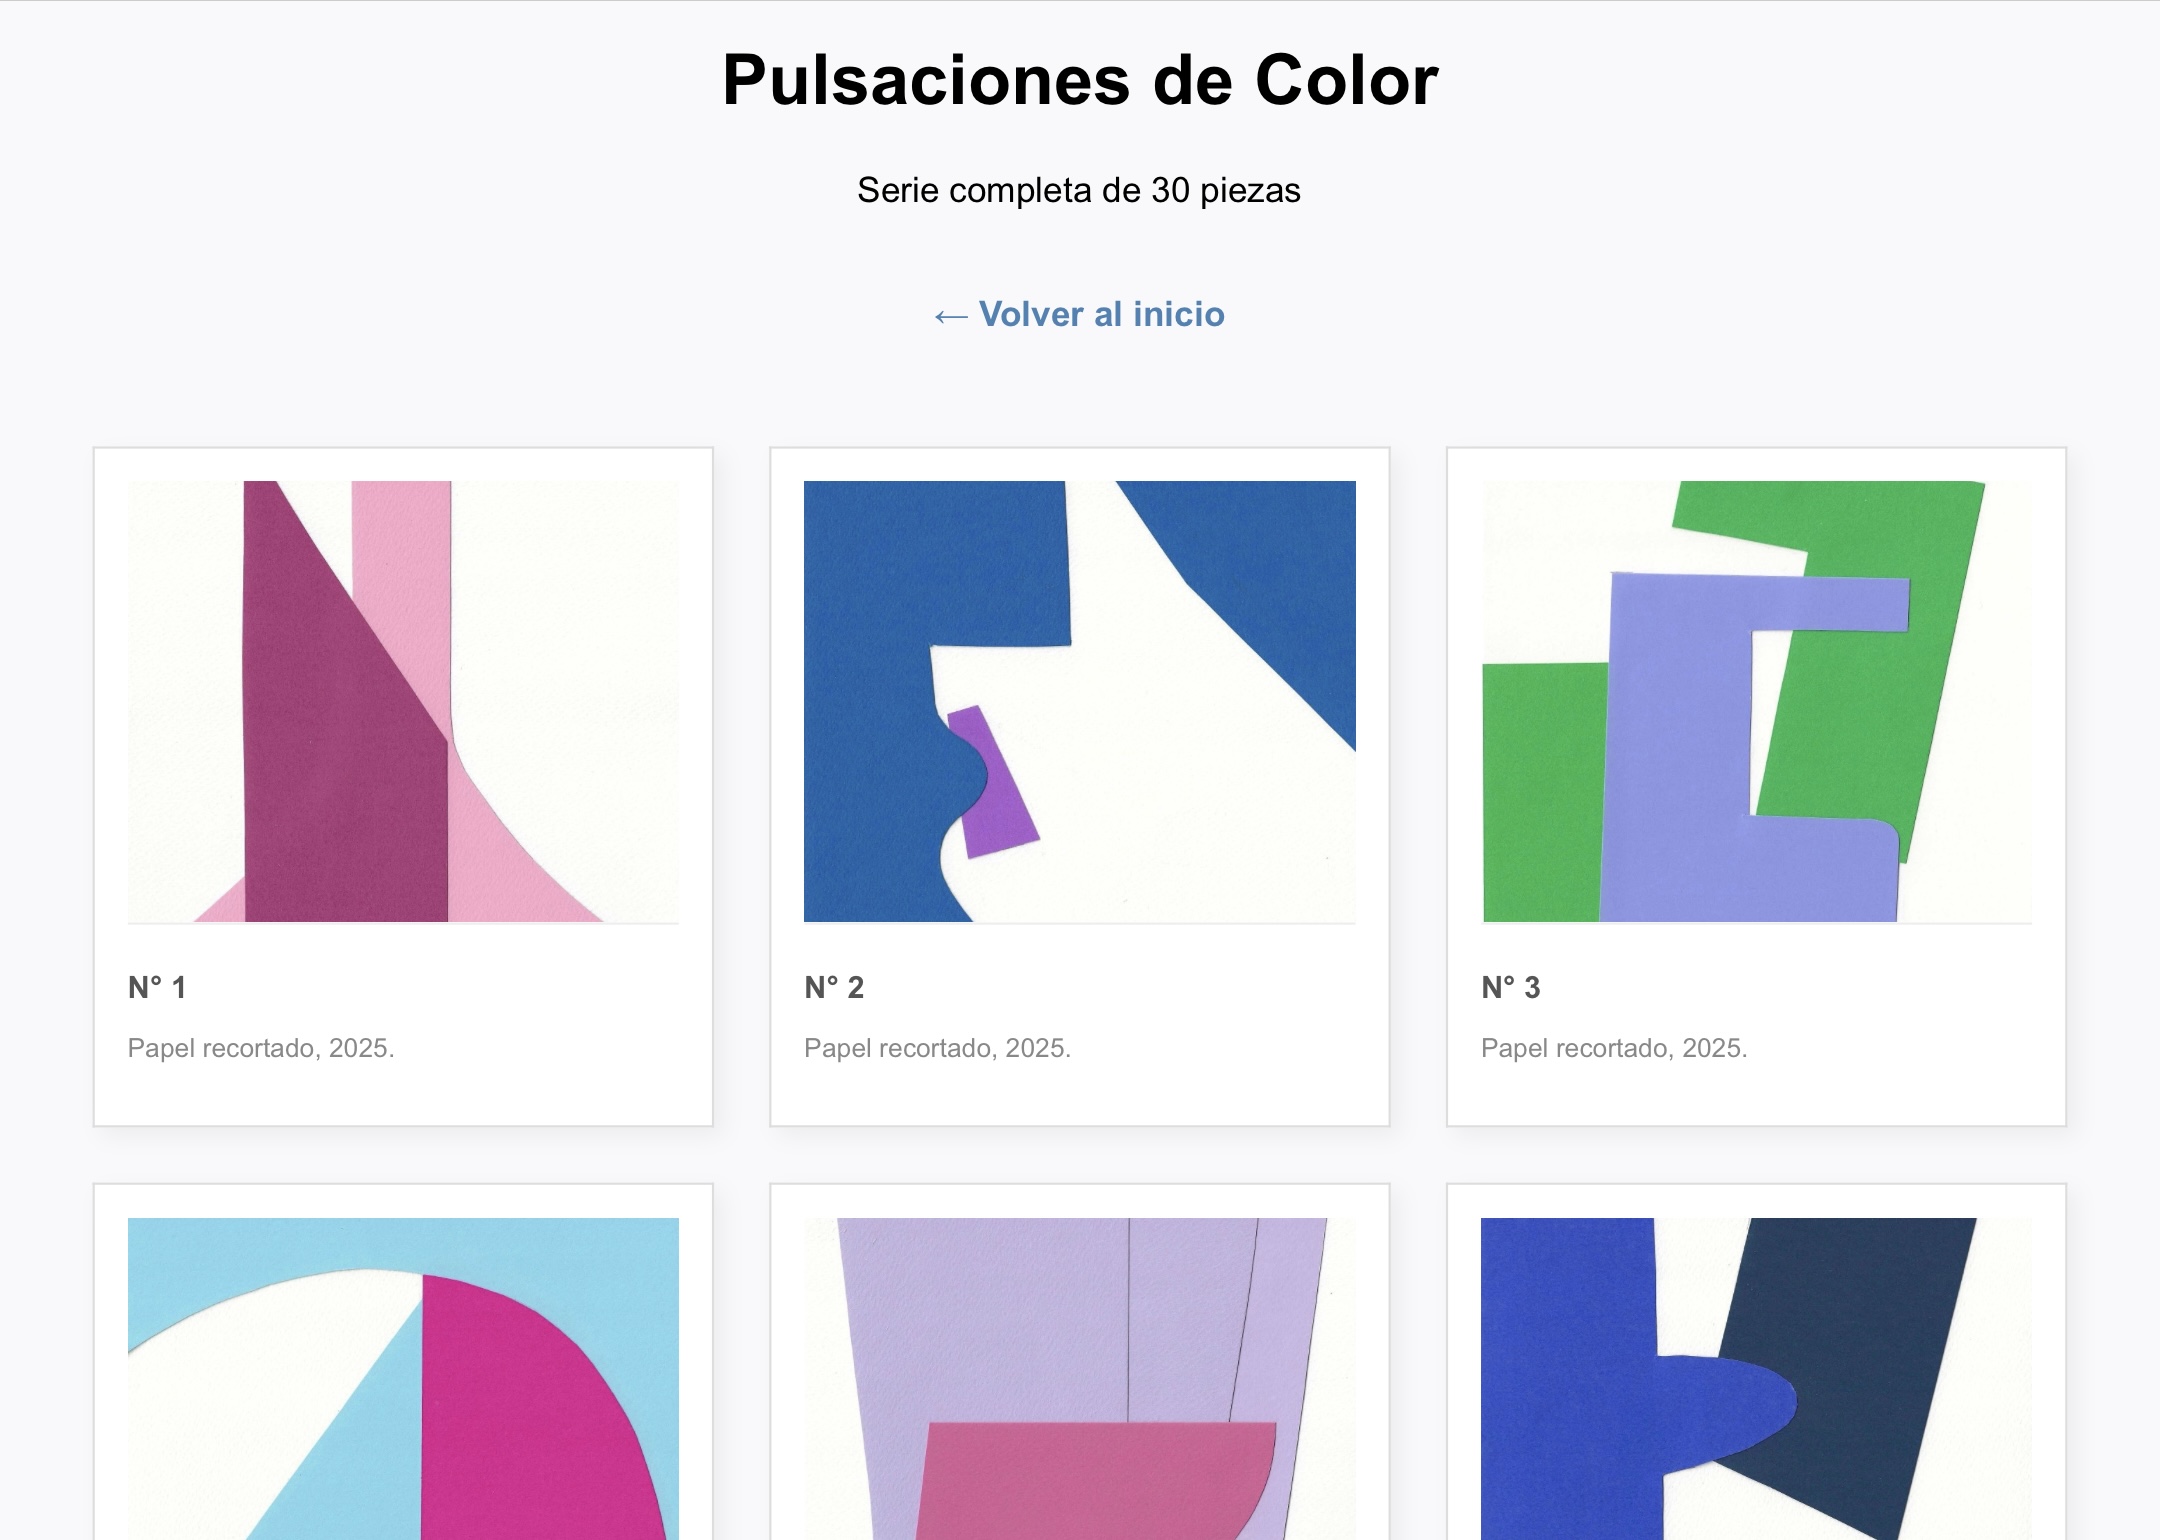 Pulsaciones de Color
Serie completa de 30 piezas
← Volver al inicio
N° 1
Papel recortado, 2025.
N° 2
Papel recortado, 2025.
N° 3
Papel recortado, 2025.